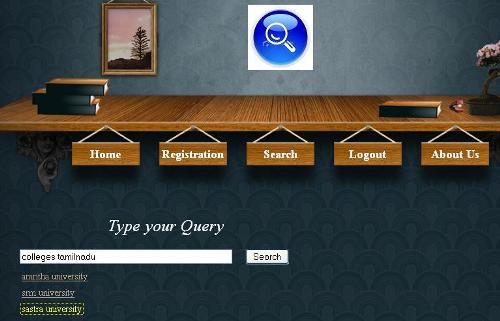 Home Registration Search Logout About Us
Type your Query
colleges tamilnadu Search
amritha university
srm university
sastra university